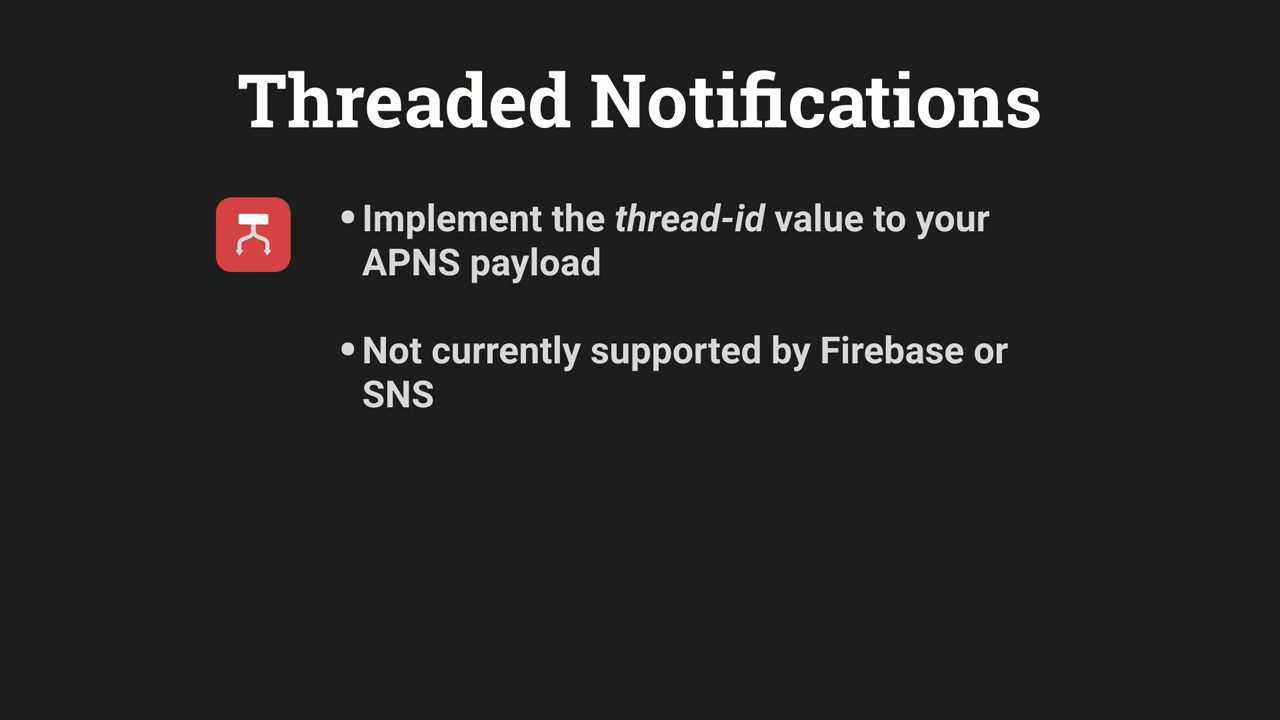 Threaded Notifications
• Implement the thread-id value to your
APNS payload
• Not currently supported by Firebase or
SNS